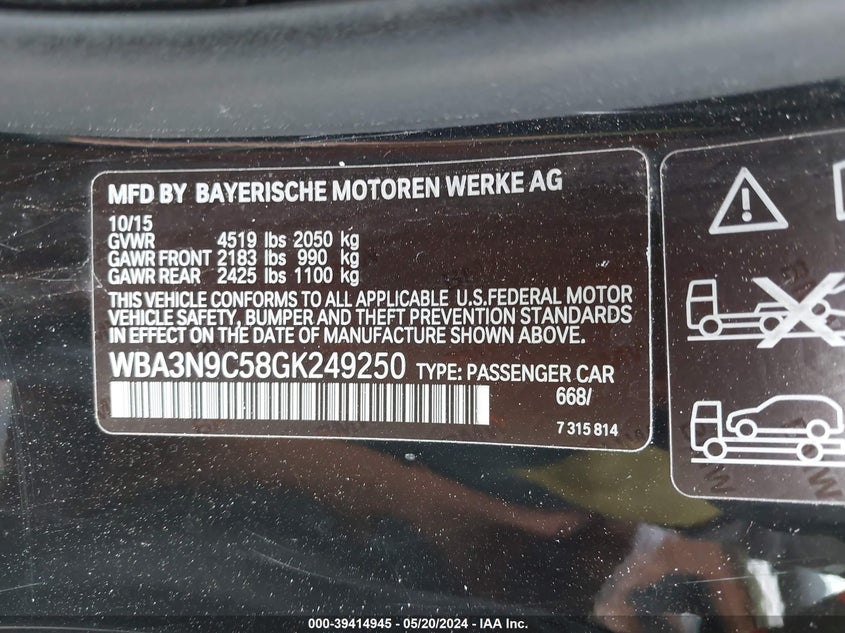 MFD BY BAYERISCHE MOTOREN WERKE AG
10/15
GVWR 4519 lbs 2050 kg
GAWR FRONT 2183 lbs 990 kg
GAWR REAR 2425 lbs 1100 kg
THIS VEHICLE CONFORMS TO ALL APPLICABLE U.S.FEDERAL MOTOR
VEHICLE SAFETY, BUMPER AND THEFT PREVENTION STANDARDS
IN EFFECT ON THE DATE OF MANUFACTURE SHOWN ABOVE.
WBA3N9C58GK249250 TYPE: PASSENGER CAR
668/
7 315 814
000-39414945 - 05/20/2024 - IAA Inc.